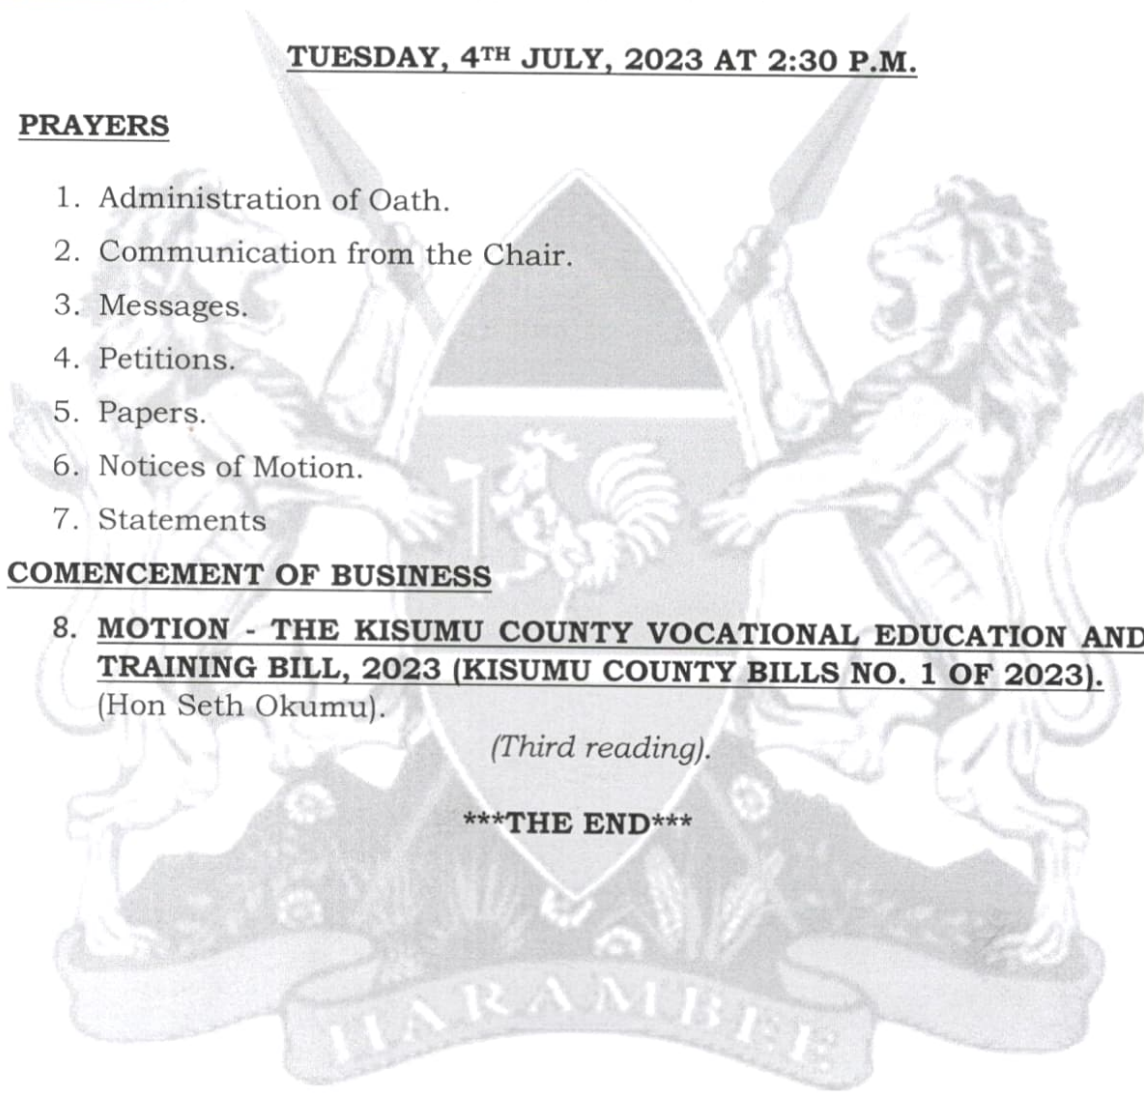 TUESDAY, 4TH JULY, 2023 AT 2:30 P.M.
PRAYERS
1. Administration of Oath.
2. Communication from the Chair.
3. Messages.
4. Petitions.
5. Papers.
6. Notices of Motion.
7. Statements
COMENCEMENT OF BUSINESS
8. MOTION - THE KISUMU COUNTY VOCATIONAL EDUCATION AND
TRAINING BILL, 2023 (KISUMU COUNTY BILLS NO. 1 OF 2023).
(Hon Seth Okumu).
(Third reading).
***THE END***
HARAMBEE